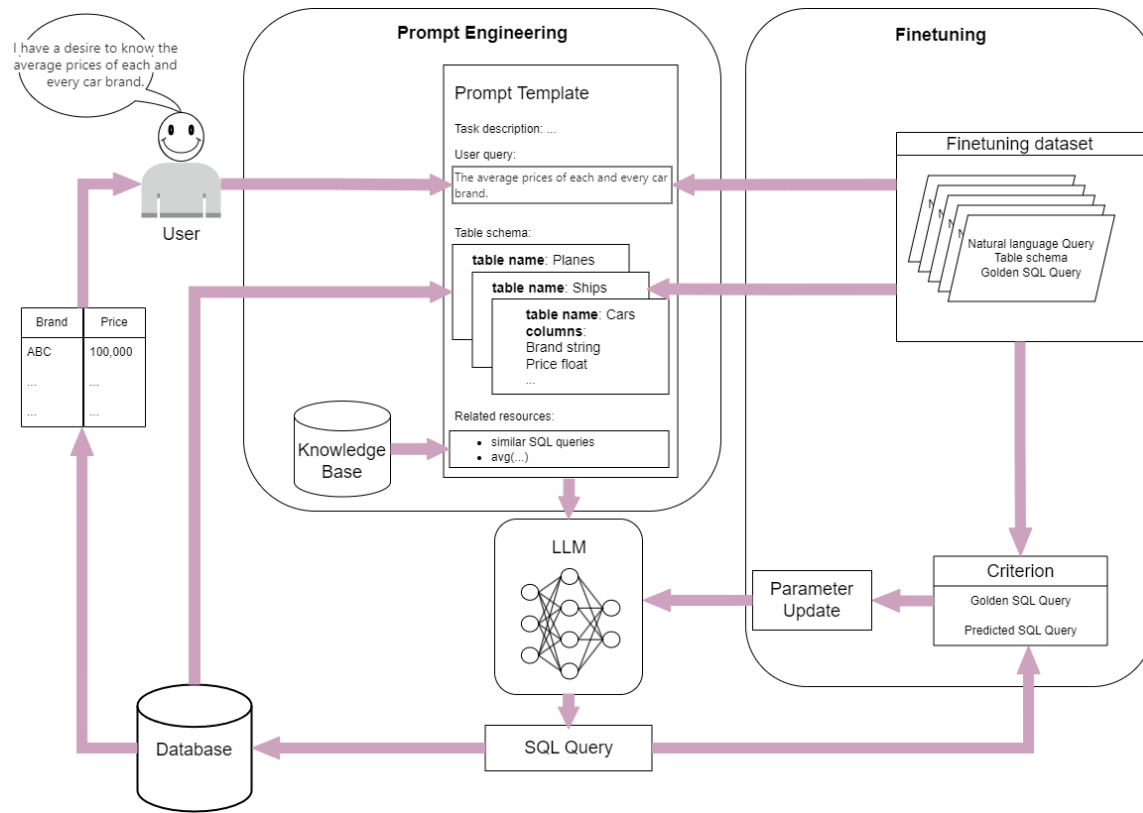 I have a desire to know the
average prices of each and
every car brand.
User
Brand Price
ABC 100,000
... ...
... ...
Prompt Engineering
Prompt Template
Task description: ...
User query:
The average prices of each and every car
brand.
Table schema:
table name: Planes
table name: Ships
table name: Cars
columns:
Brand string
Price float
...
Related resources:
• similar SQL queries
• avg(...)
Knowledge
Base
LLM
SQL Query
Database
Finetuning
Finetuning dataset
N
N
N
N
Natural language Query
Table schema
Golden SQL Query
Criterion
Golden SQL Query
Predicted SQL Query
Parameter
Update